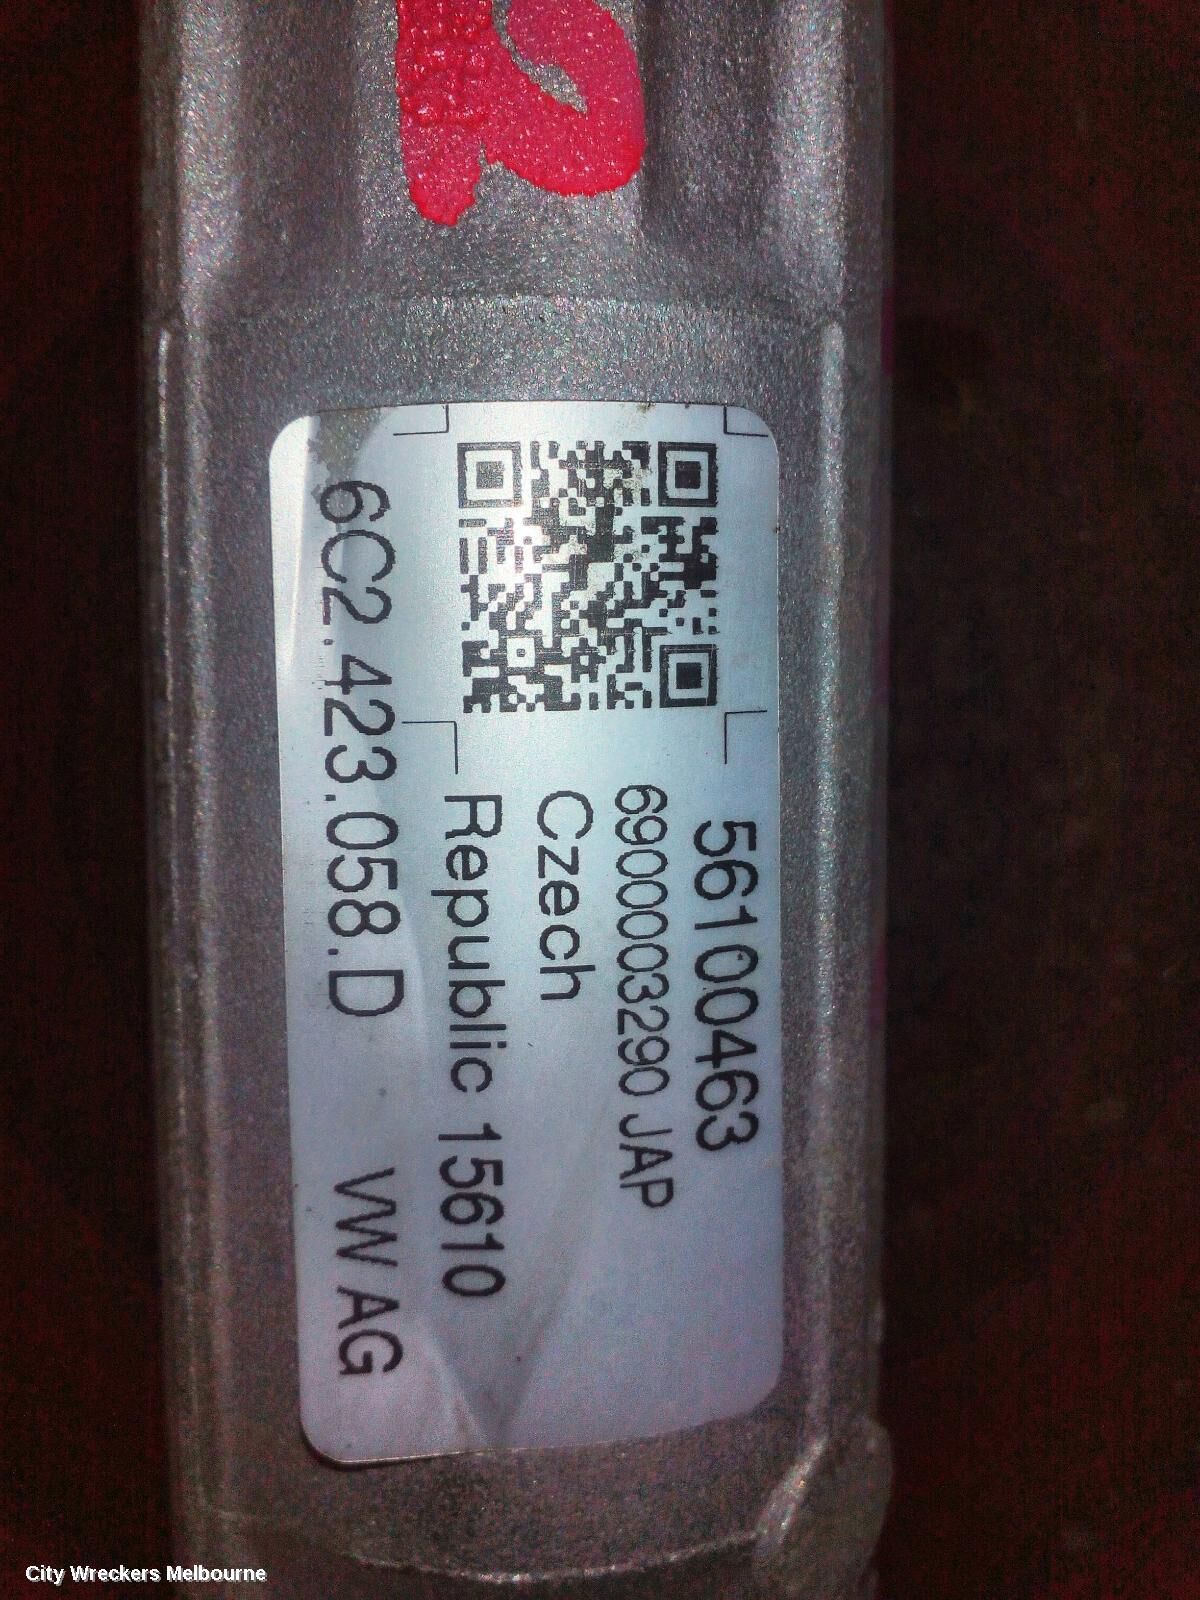 56100463
6900003290 JAP
Czech
Republic 15610
6C2.423.058.D VW AG
City Wreckers Melbourne